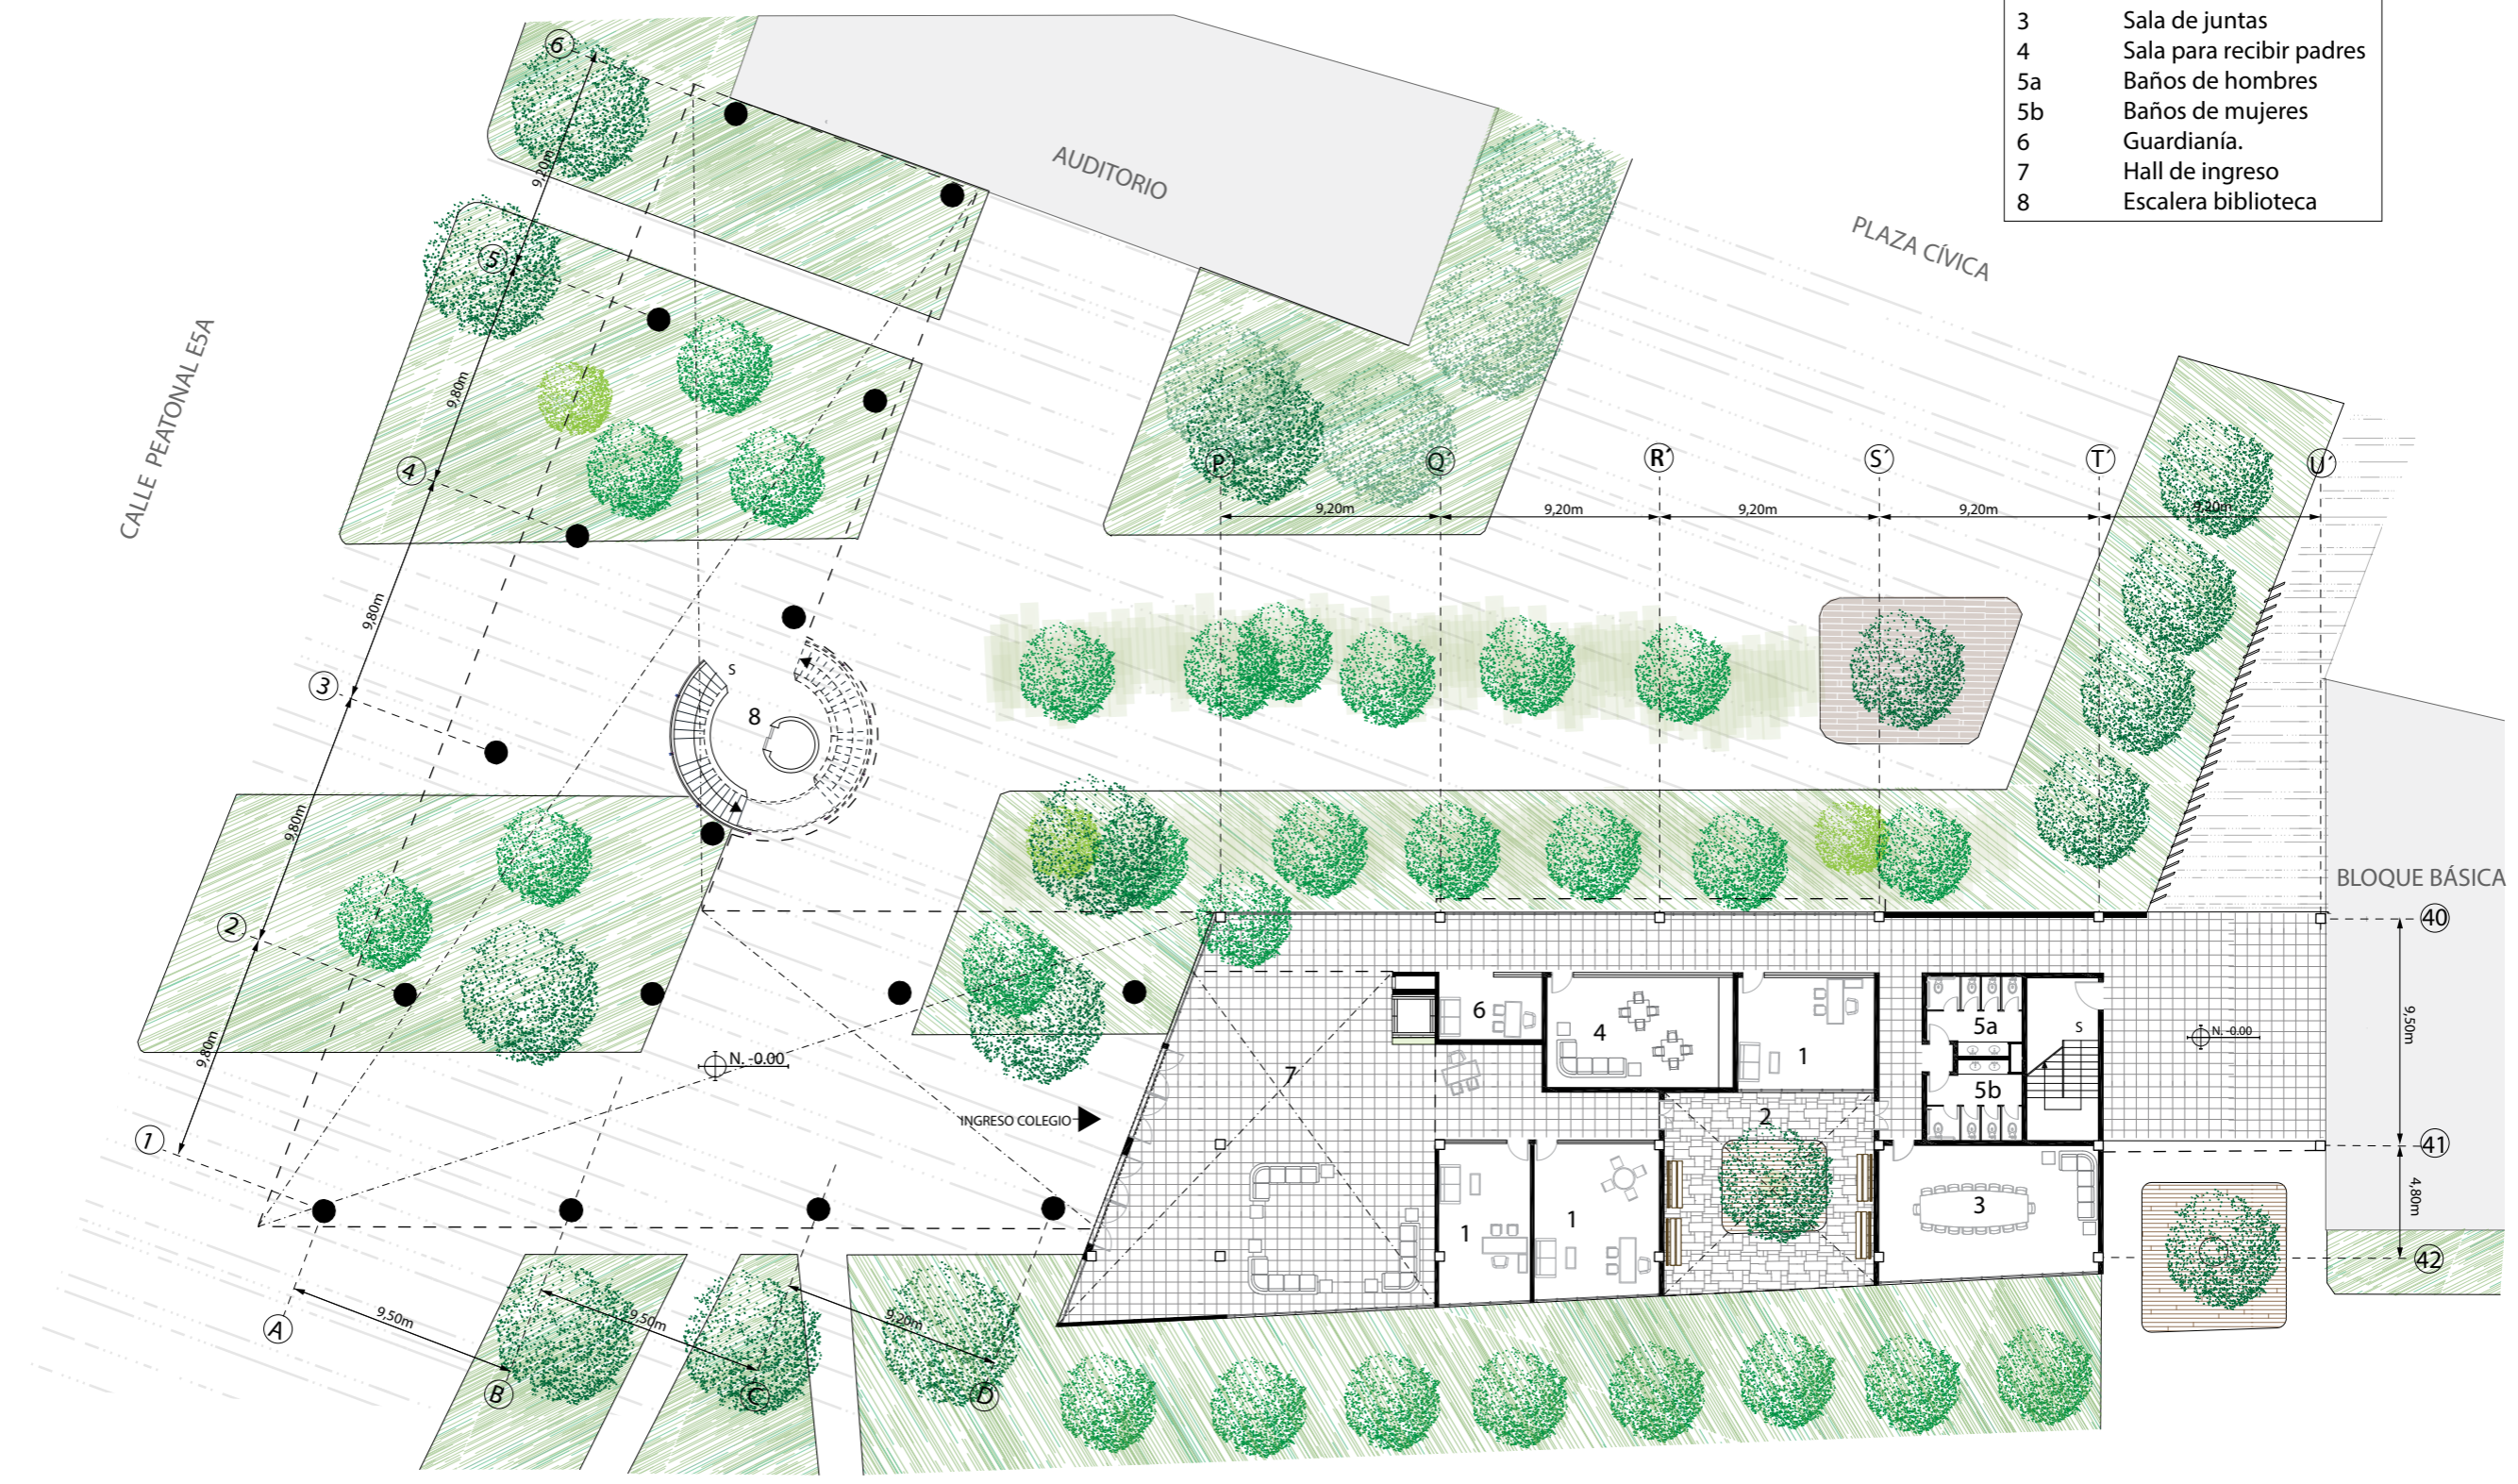 3 Sala de juntas
4 Sala para recibir padres
5a Baños de hombres
5b Baños de mujeres
6 Guardianía.
7 Hall de ingreso
8 Escalera biblioteca
6
AUDITORIO
9,20m
PLAZA CÍVICA
5
CALLE PEATONAL E5A
9,80m
4
P´ Q´ R´ S´ T´ U´
9,20m 9,20m 9,20m 9,20m 9,20m
9,80m
3
S
8
9,80m
2
BLOQUE BÁSICA
40
9,80m
N. -0.00
6
4
1
5a
S
N. -0.00
9,50m
7
5b
2
INGRESO COLEGIO
1
41
4,80m
1
1
3
42
A
9,50m
9,50m
9,20m
B
C
D